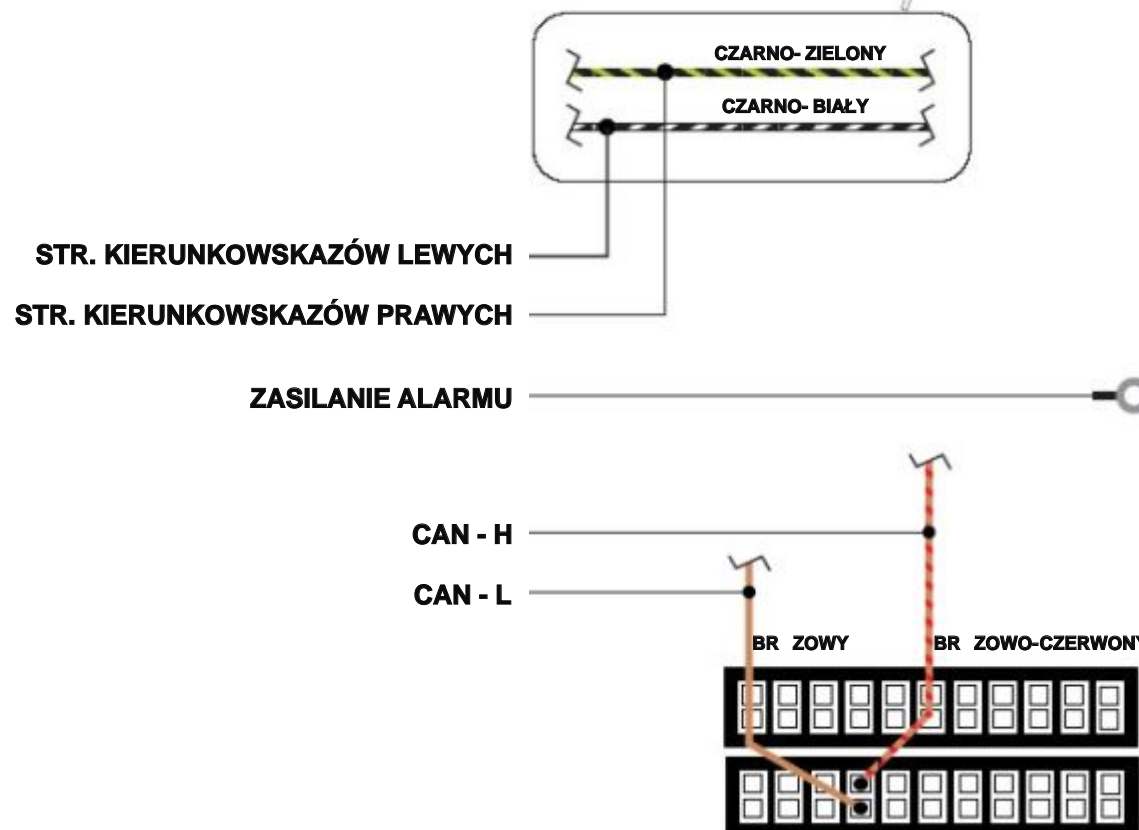 CZARNO- ZIELONY
CZARNO- BIAŁY
STR. KIERUNKOWSKAZÓW LEWYCH
STR. KIERUNKOWSKAZÓW PRAWYCH
ZASILANIE ALARMU
CAN - H
CAN - L
BR ZOWY
BR ZOWO-CZERWONY